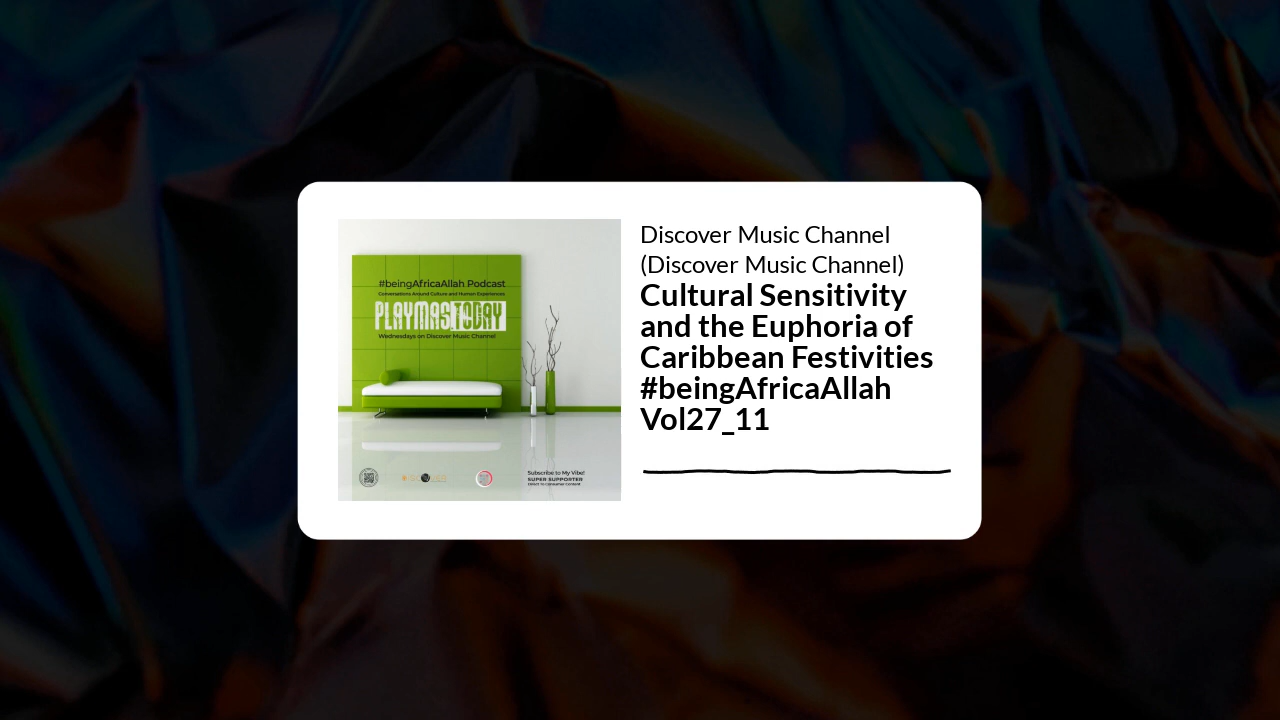 #beingAfricaAllah Podcast
Conversations Around Culture and Human Experiences
PLAYMAS TODAY
Wednesdays on Discover Music Channel
Subscribe to My Vibe!
SUPER SUPPORTER
Discover Music Channel
(Discover Music Channel)
Cultural Sensitivity
and the Euphoria of
Caribbean Festivities
#beingAfricaAllah
Vol27_11